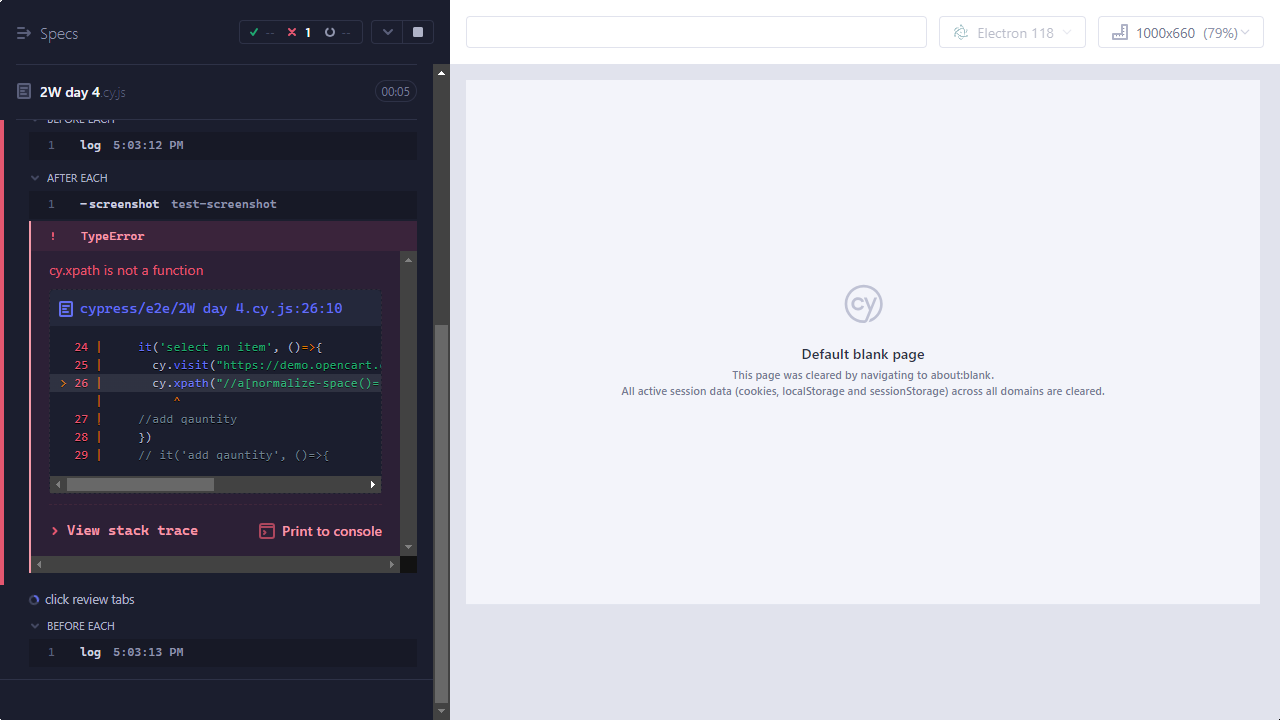 Specs
-- 1 --
2W day 4.cy.js 00:05
BEFORE EACH
1 log 5:03:12 PM
AFTER EACH
1 -screenshot test-screenshot
! TypeError
cy.xpath is not a function
cypress/e2e/2W day 4.cy.js:26:10
24 | it('select an item', ()=>{
25 | cy.visit("https://demo.opencart.
> 26 | cy.xpath("//a[normalize-space()=
| ^
27 | //add qauntity
28 | })
29 | // it('add qauntity', ()=>{
> View stack trace
Print to console
click review tabs
BEFORE EACH
1 log 5:03:13 PM
Electron 118
1000x660 (79%)
cy
Default blank page
This page was cleared by navigating to about:blank.
All active session data (cookies, localStorage and sessionStorage) across all domains are cleared.